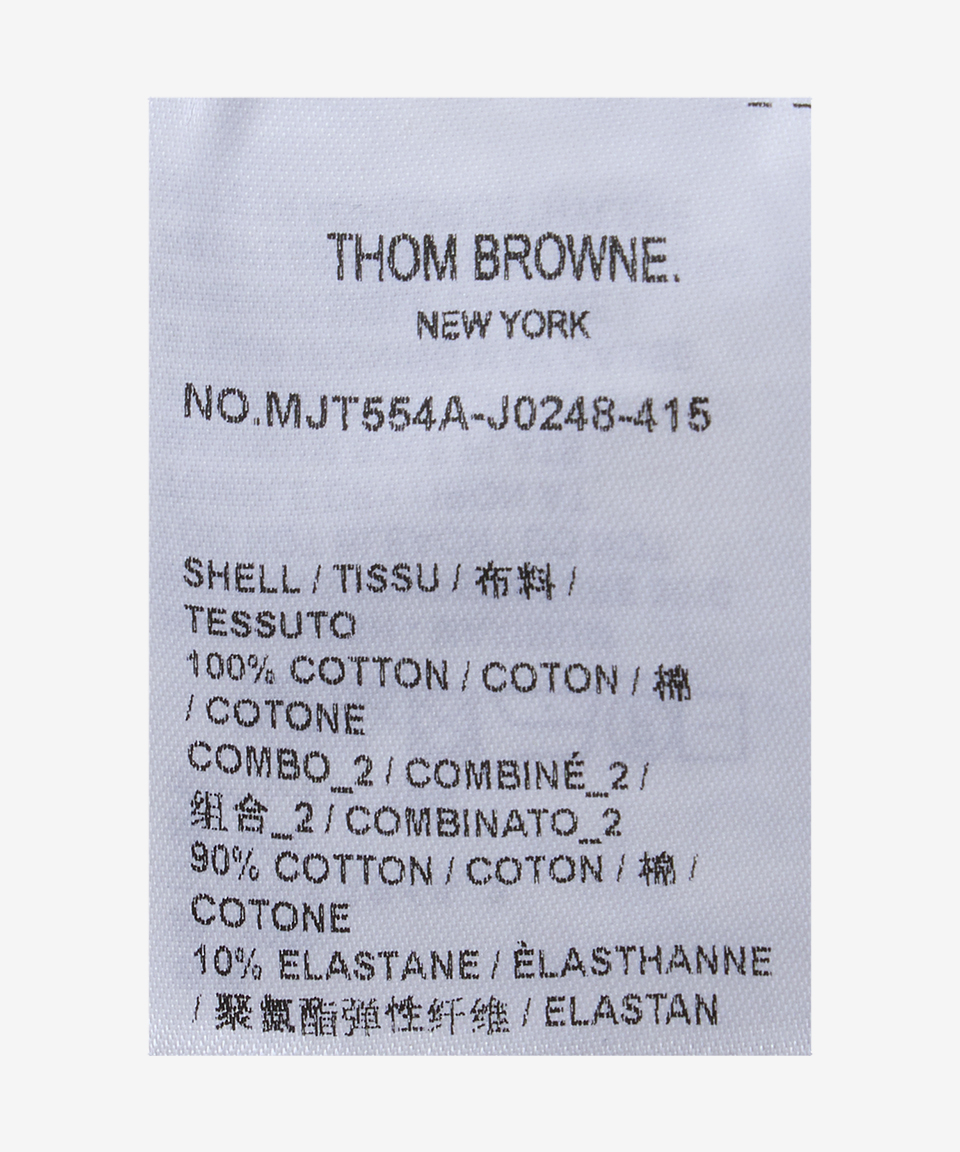 THOM BROWNE.
NEW YORK
NO.MJT554A-J0248-415
SHELL / TISSU / 布料 /
TESSUTO
100% COTTON / COTON / 棉
/ COTONE
COMBO_2 / COMBINÉ_2 /
组合_2 / COMBINATO_2
90% COTTON / COTON / 棉 /
COTONE
10% ELASTANE / ÈLASTHANNE
/ 聚氨酯弹性纤维 / ELASTAN